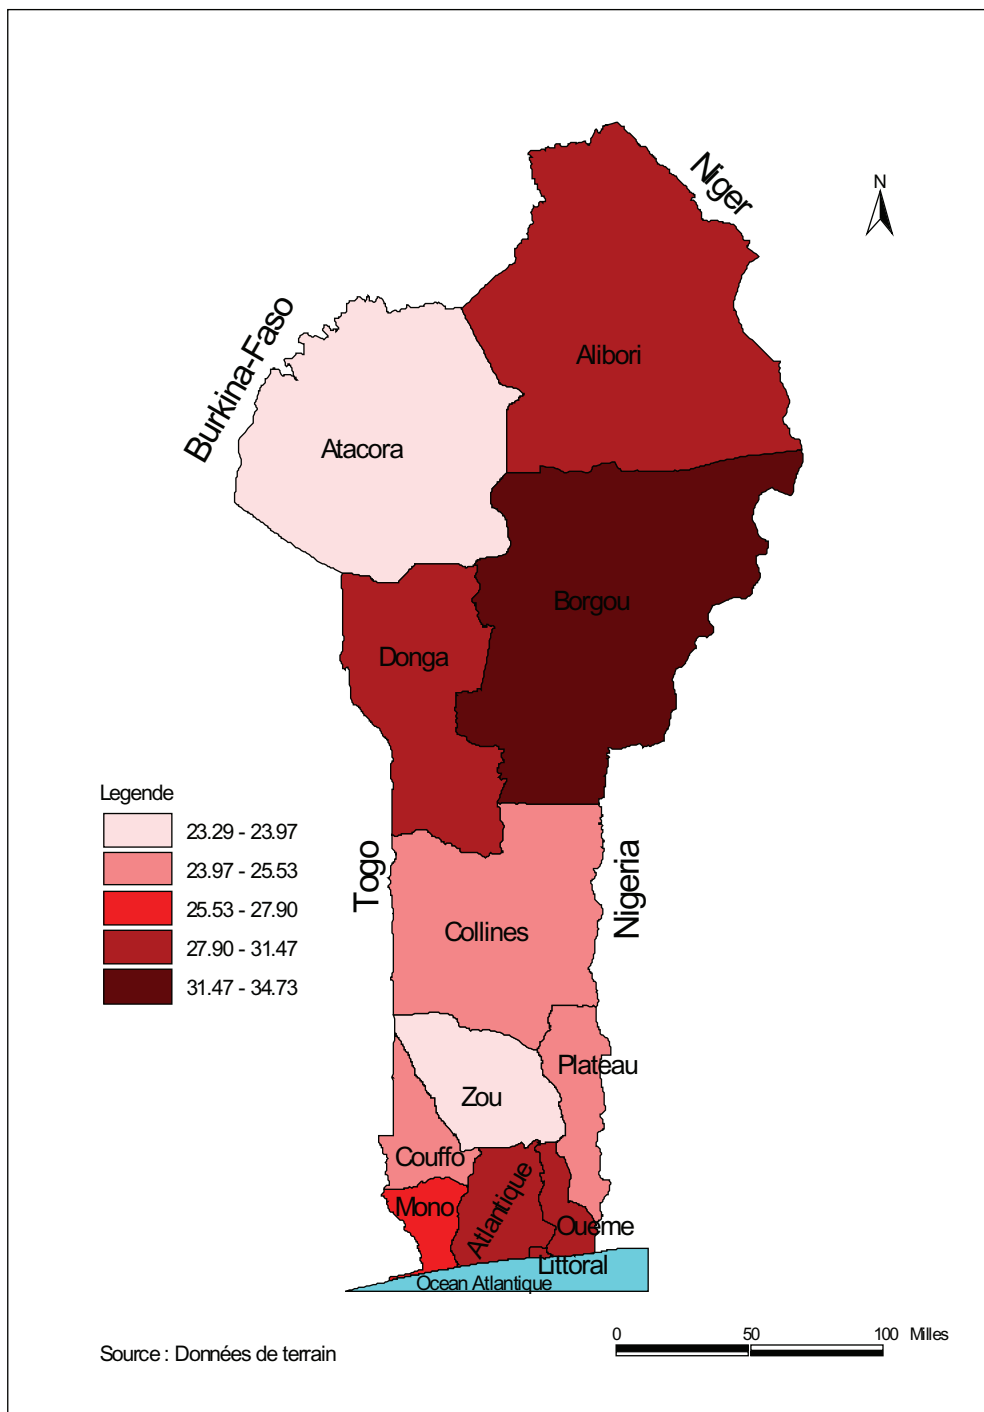 N
Niger
Burkina-Faso
Alibori
Atacora
Borgou
Donga
Legende
23.29 - 23.97
23.97 - 25.53
25.53 - 27.90
27.90 - 31.47
31.47 - 34.73
Togo
Nigeria
Collines
Plateau
Zou
Couffo
Mono
Atlantique
Oueme
Littoral
Ocean Atlantique
0 50 100 Milles
Source : Données de terrain